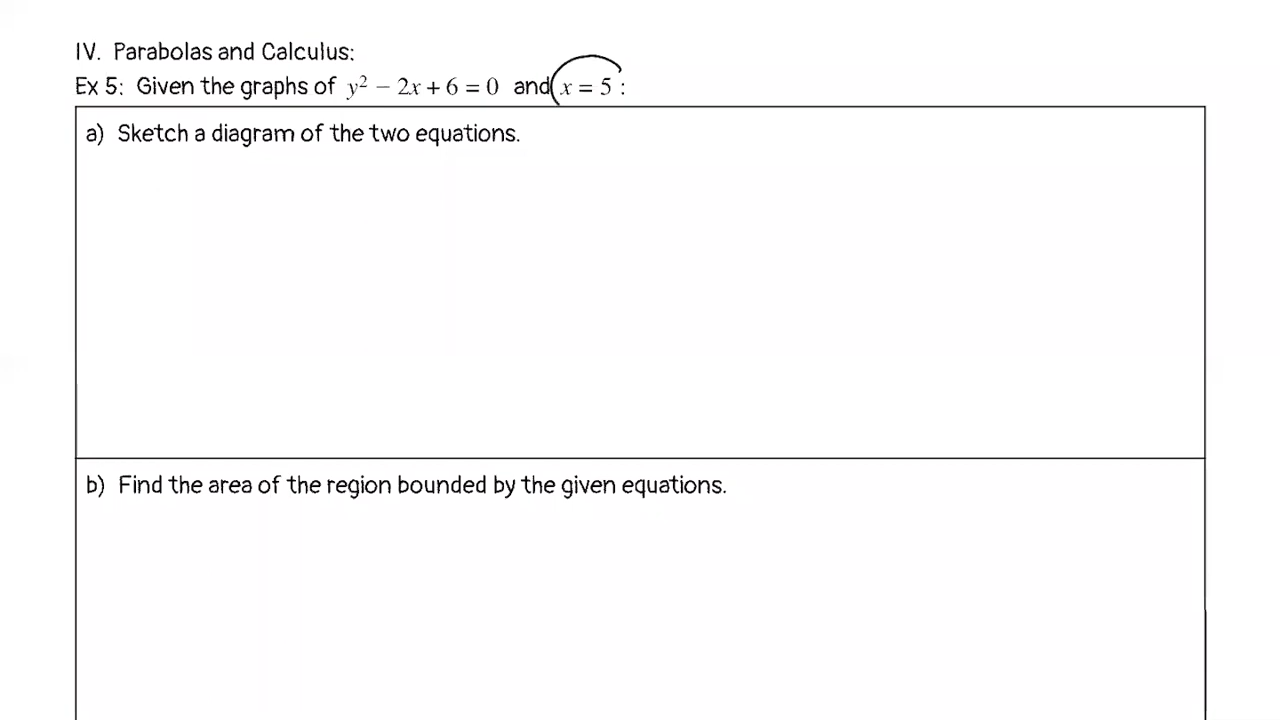 IV. Parabolas and Calculus:
Ex 5: Given the graphs of y² − 2x + 6 = 0 and x = 5 :
a) Sketch a diagram of the two equations.
b) Find the area of the region bounded by the given equations.